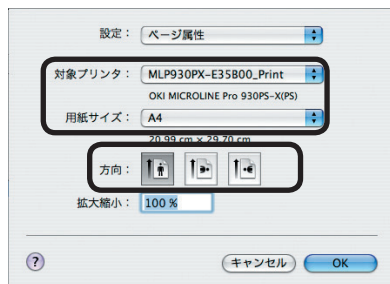 設定： ページ属性
対象プリンタ： MLP930PX-E35B00_Print
OKI MICROLINE Pro 930PS-X(PS)
用紙サイズ： A4
20.99 cm × 29.70 cm
方向：
拡大縮小： 100 %
? キャンセル OK